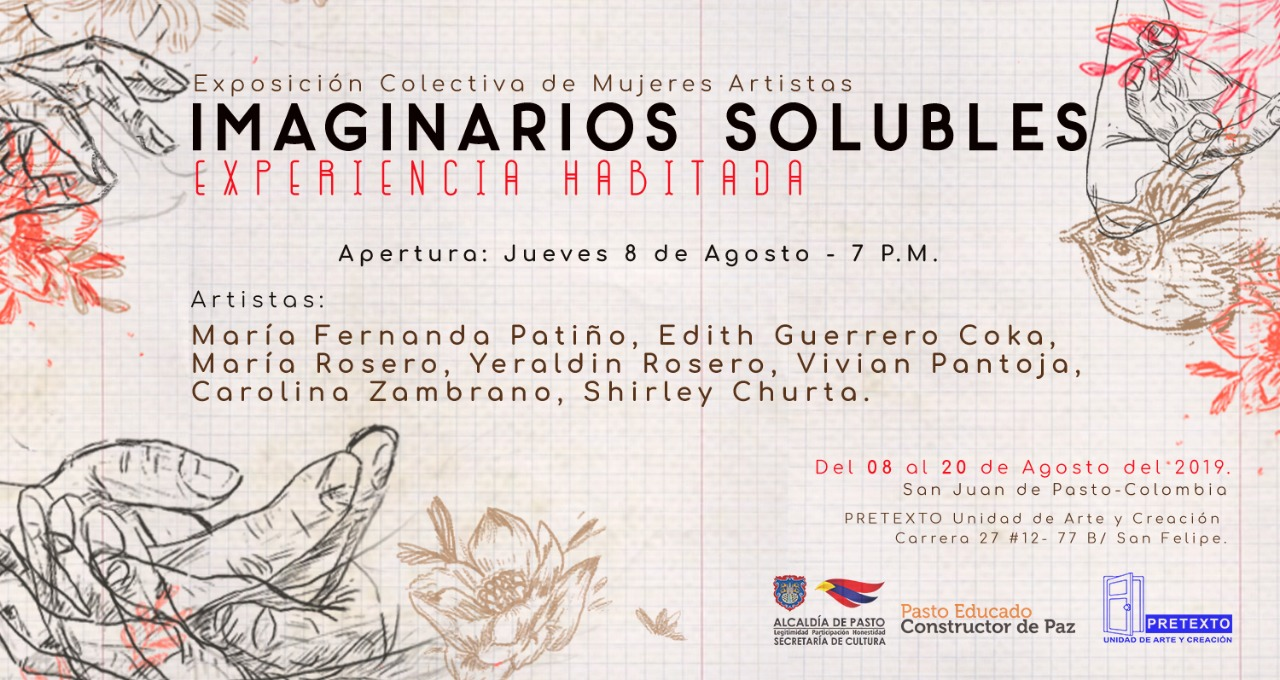 Exposición Colectiva de Mujeres Artistas
IMAGINARIOS SOLUBLES
EXPERIENCIA HABITADA
Apertura: Jueves 8 de Agosto - 7 P.M.
Artistas:
María Fernanda Patiño, Edith Guerrero Coka,
María Rosero, Yeraldin Rosero, Vivian Pantoja,
Carolina Zambrano, Shirley Churta.
Del 08 al 20 de Agosto del 2019.
San Juan de Pasto-Colombia
PRETEXTO Unidad de Arte y Creación
Carrera 27 #12- 77 B/ San Felipe.
ALCALDÍA DE PASTO
Legitimidad Participación Honestidad
SECRETARÍA DE CULTURA
Pasto Educado
Constructor de Paz
PRETEXTO
UNIDAD DE ARTE Y CREACIÓN